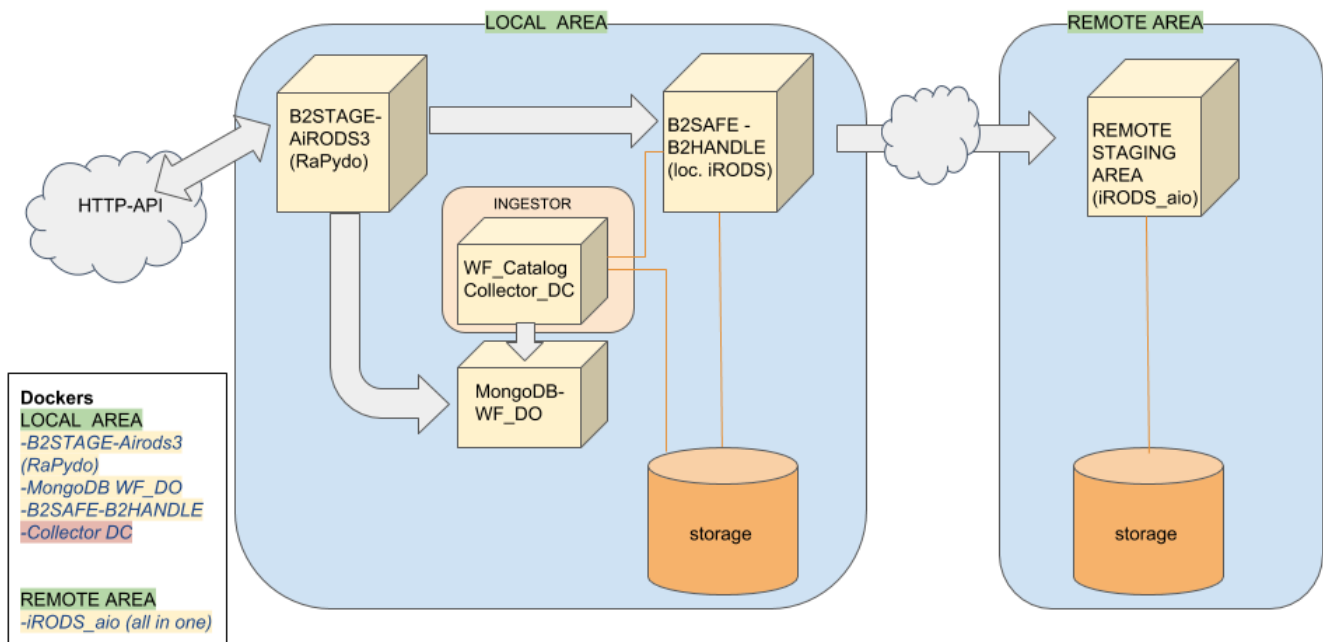 LOCAL AREA
REMOTE AREA
HTTP-API
B2STAGE-
AiRODS3
(RaPydo)
B2SAFE -
B2HANDLE
(loc. iRODS)
INGESTOR
WF_Catalog
Collector_DC
MongoDB-
WF_DO
storage
REMOTE
STAGING
AREA
(iRODS_aio)
storage
Dockers
LOCAL AREA
-B2STAGE-Airods3
(RaPydo)
-MongoDB WF_DO
-B2SAFE-B2HANDLE
-Collector DC
REMOTE AREA
-iRODS_aio (all in one)